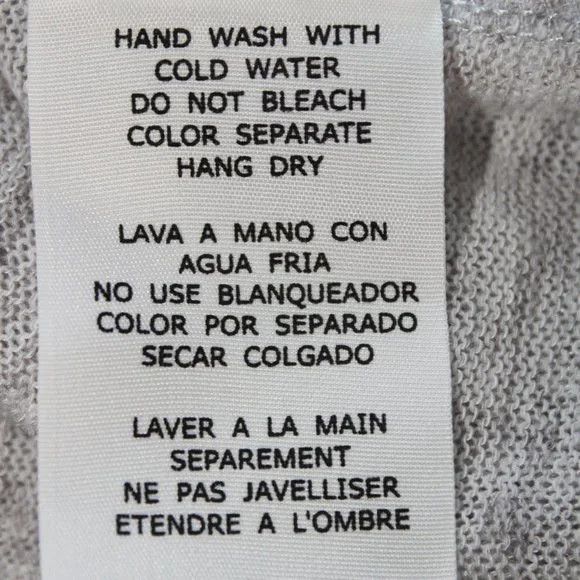 HAND WASH WITH
COLD WATER
DO NOT BLEACH
COLOR SEPARATE
HANG DRY
LAVA A MANO CON
AGUA FRIA
NO USE BLANQUEADOR
COLOR POR SEPARADO
SECAR COLGADO
LAVER A LA MAIN
SEPAREMENT
NE PAS JAVELLISER
ETENDRE A L'OMBRE